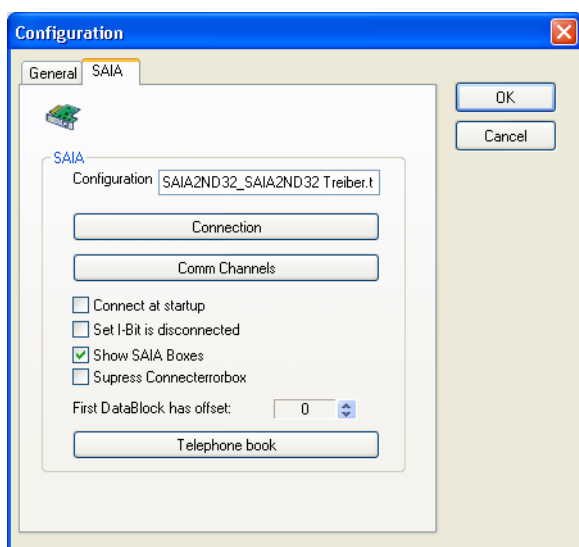 Configuration
General SAIA
OK
Cancel
SAIA
Configuration SAIA2ND32_SAIA2ND32 Treiber.t
Connection
Comm Channels
Connect at startup
Set I-Bit is disconnected
Show SAIA Boxes
Supress Connecterrorbox
First DataBlock has offset: 0
Telephone book